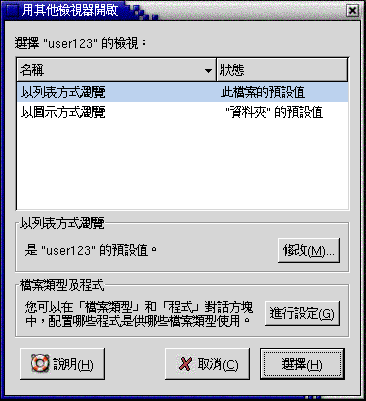 用其他檢視器開啟
選擇 "user123" 的檢視：
名稱 狀態
以列表方式瀏覽 此檔案的預設值
以圖示方式瀏覽 "資料夾" 的預設值
以列表方式瀏覽
是 "user123" 的預設值。
修改(M)...
檔案類型及程式
您可以在「檔案類型」和「程式」對話方塊
中，配置哪些程式是供哪些檔案類型使用。
進行設定(G)
說明(H) 取消(C) 選擇(H)